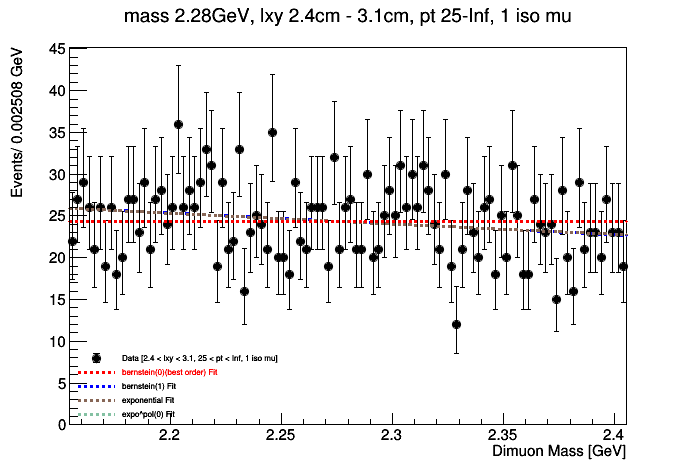 mass 2.28GeV, lxy 2.4cm - 3.1cm, pt 25-Inf, 1 iso mu
Events/ 0.002508 GeV
45
40
35
30
25
20
15
10
5
0
Data [2.4 < lxy < 3.1, 25 < pt < Inf, 1 iso mu]
bernstein(0)(best order) Fit
bernstein(1) Fit
exponential Fit
expo*pol(0) Fit
2.2 2.25 2.3 2.35 2.4
Dimuon Mass [GeV]